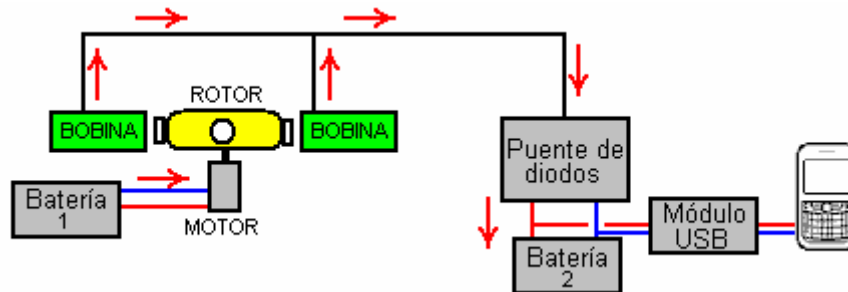 ROTOR
BOBINA
BOBINA
Batería
1
MOTOR
Puente de
diodos
Batería
2
Módulo
USB